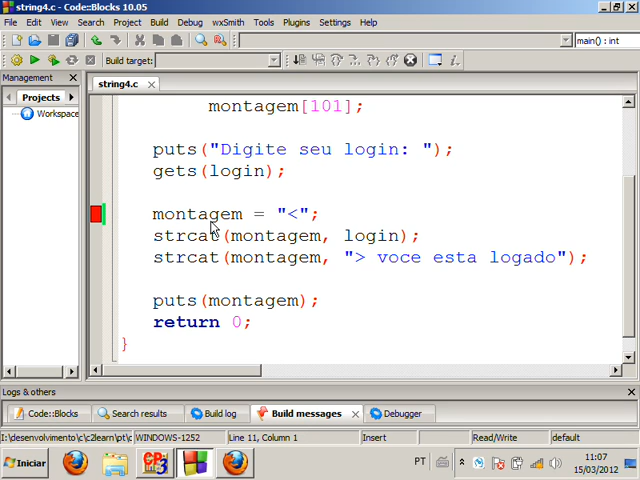 string4.c - Code::Blocks 10.05
File View Search Project Build Debug wxSmith Tools Plugins Settings Help
main() : int
Build target:
Management
string4.c
Projects
Workspace
montagem[101];
puts("Digite seu login: ");
gets(login);
montagem = "<";
strcat(montagem, login);
strcat(montagem, "> voce esta logado");
puts(montagem);
return 0;
}
Logs & others
Code::Blocks Search results Build log Build messages Debugger
I:\desenvolvimento\c\c2learn\pt\c WINDOWS-1252 Line 11, Column 1 Insert Read/Write default
Iniciar PT 11:07
15/03/2012